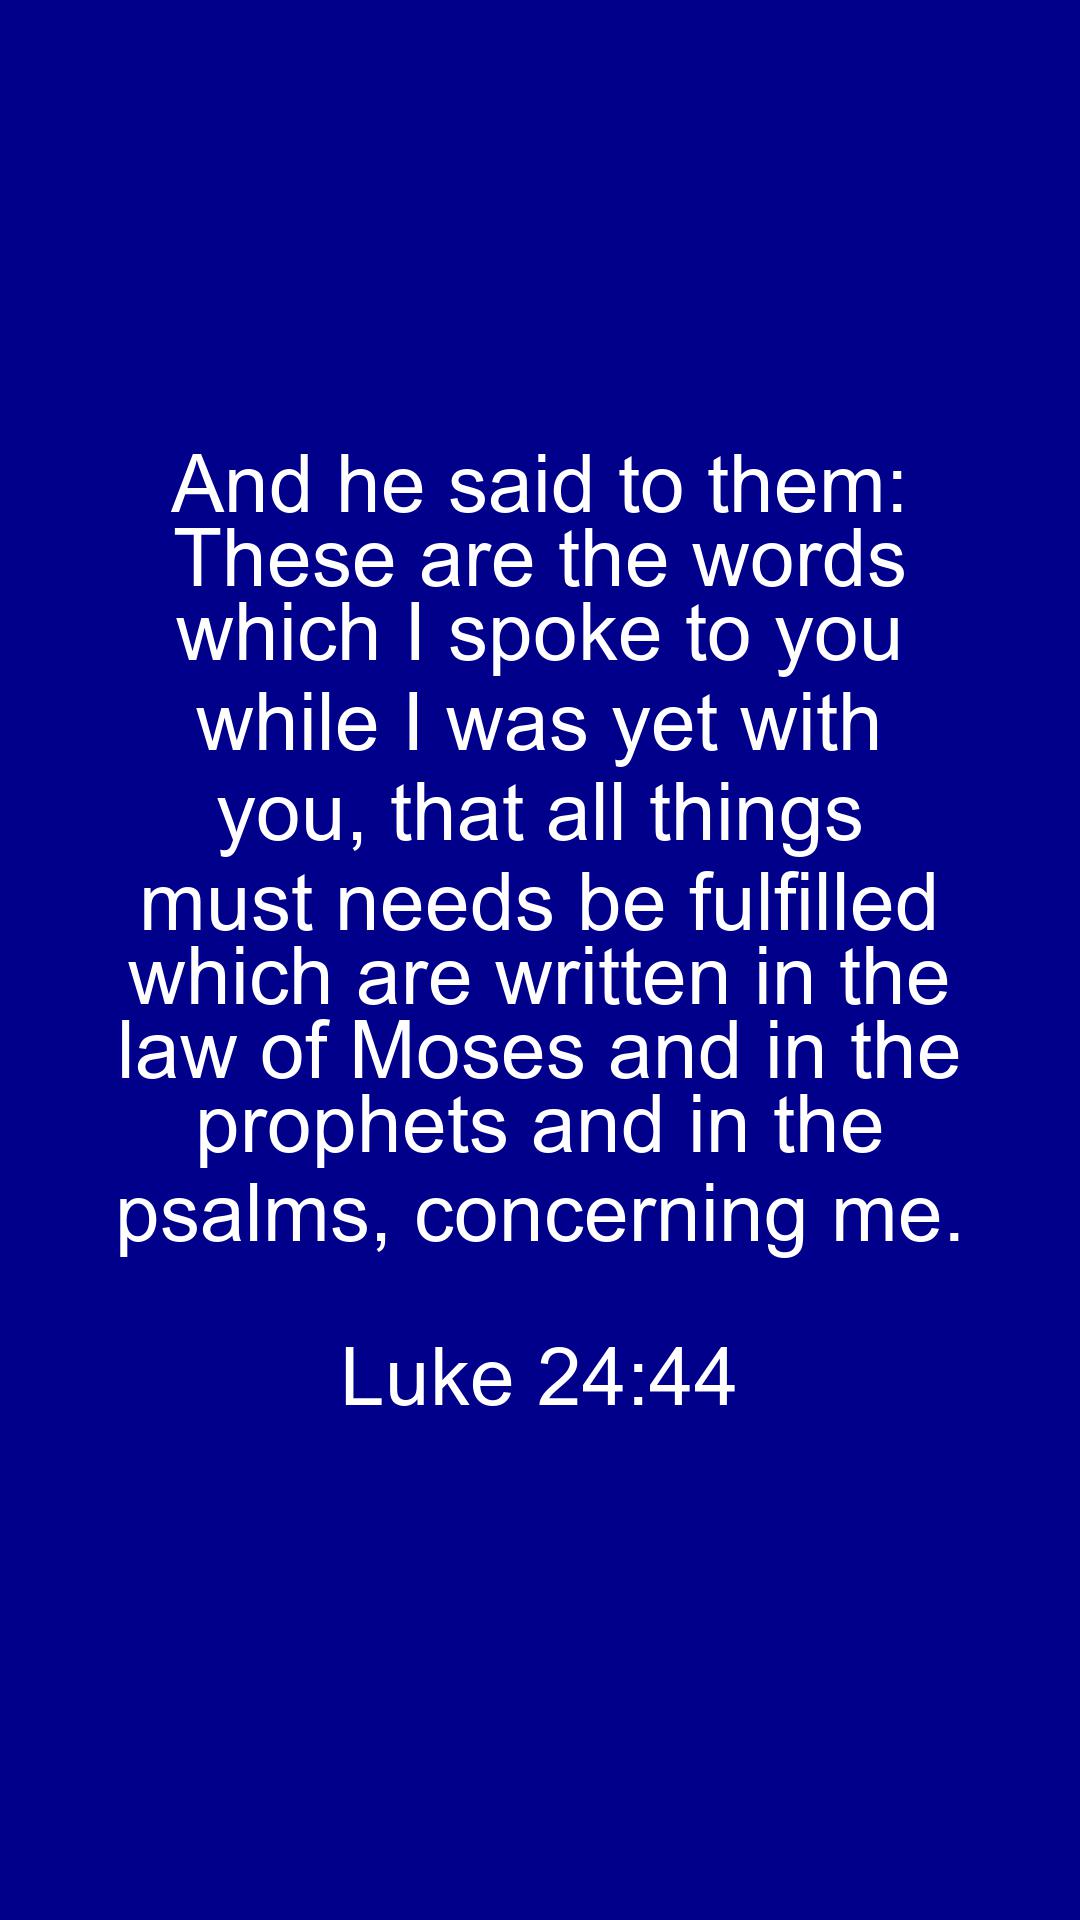 And he said to them:
These are the words
which I spoke to you
while I was yet with
you, that all things
must needs be fulfilled
which are written in the
law of Moses and in the
prophets and in the
psalms, concerning me.
Luke 24:44